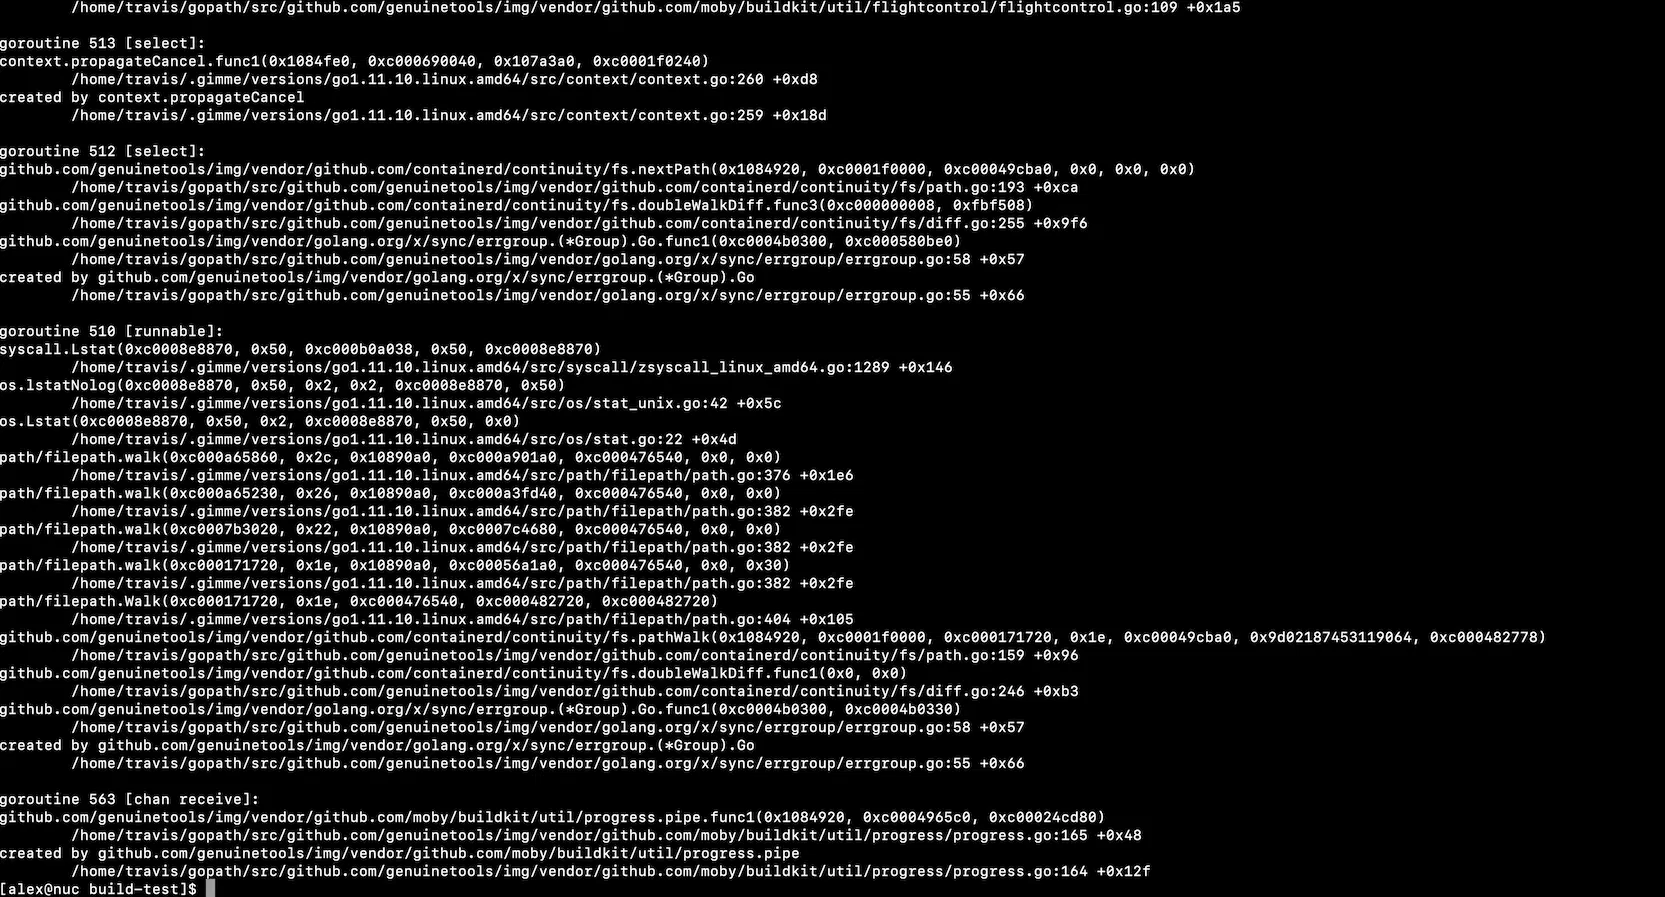 /home/travis/gopath/src/github.com/genuinetools/img/vendor/github.com/moby/buildkit/util/flightcontrol/flightcontrol.go:109 +0x1a5
goroutine 513 [select]:
context.propagateCancel.func1(0x1084fe0, 0xc000690040, 0x107a3a0, 0xc0001f0240)
/home/travis/.gimme/versions/go1.11.10.linux.amd64/src/context/context.go:260 +0xd8
created by context.propagateCancel
/home/travis/.gimme/versions/go1.11.10.linux.amd64/src/context/context.go:259 +0x18d
goroutine 512 [select]:
github.com/genuinetools/img/vendor/github.com/containerd/continuity/fs.nextPath(0x1084920, 0xc0001f0000, 0xc00049cba0, 0x0, 0x0, 0x0)
/home/travis/gopath/src/github.com/genuinetools/img/vendor/github.com/containerd/continuity/fs/path.go:193 +0xca
github.com/genuinetools/img/vendor/github.com/containerd/continuity/fs.doubleWalkDiff.func3(0xc000000008, 0xfbf508)
/home/travis/gopath/src/github.com/genuinetools/img/vendor/github.com/containerd/continuity/fs/diff.go:255 +0x9f6
github.com/genuinetools/img/vendor/golang.org/x/sync/errgroup.(*Group).Go.func1(0xc0004b0300, 0xc000580be0)
/home/travis/gopath/src/github.com/genuinetools/img/vendor/golang.org/x/sync/errgroup/errgroup.go:58 +0x57
created by github.com/genuinetools/img/vendor/golang.org/x/sync/errgroup.(*Group).Go
/home/travis/gopath/src/github.com/genuinetools/img/vendor/golang.org/x/sync/errgroup/errgroup.go:55 +0x66
goroutine 510 [runnable]:
syscall.Lstat(0xc0008e8870, 0x50, 0xc000b0a038, 0x50, 0xc0008e8870)
/home/travis/.gimme/versions/go1.11.10.linux.amd64/src/syscall/zsyscall_linux_amd64.go:1289 +0x146
os.lstatNolog(0xc0008e8870, 0x50, 0x2, 0x2, 0xc0008e8870, 0x50)
/home/travis/.gimme/versions/go1.11.10.linux.amd64/src/os/stat_unix.go:42 +0x5c
os.Lstat(0xc0008e8870, 0x50, 0x2, 0xc0008e8870, 0x50, 0x0)
/home/travis/.gimme/versions/go1.11.10.linux.amd64/src/os/stat.go:22 +0x4d
path/filepath.walk(0xc000a65860, 0x2c, 0x10890a0, 0xc000a901a0, 0xc000476540, 0x0, 0x0)
/home/travis/.gimme/versions/go1.11.10.linux.amd64/src/path/filepath/path.go:376 +0x1e6
path/filepath.walk(0xc000a65230, 0x26, 0x10890a0, 0xc000a3fd40, 0xc000476540, 0x0, 0x0)
/home/travis/.gimme/versions/go1.11.10.linux.amd64/src/path/filepath/path.go:382 +0x2fe
path/filepath.walk(0xc0007b3020, 0x22, 0x10890a0, 0xc0007c4680, 0xc000476540, 0x0, 0x0)
/home/travis/.gimme/versions/go1.11.10.linux.amd64/src/path/filepath/path.go:382 +0x2fe
path/filepath.walk(0xc000171720, 0x1e, 0x10890a0, 0xc00056a1a0, 0xc000476540, 0x0, 0x30)
/home/travis/.gimme/versions/go1.11.10.linux.amd64/src/path/filepath/path.go:382 +0x2fe
path/filepath.Walk(0xc000171720, 0x1e, 0xc000476540, 0xc000482720, 0xc000482720)
/home/travis/.gimme/versions/go1.11.10.linux.amd64/src/path/filepath/path.go:404 +0x105
github.com/genuinetools/img/vendor/github.com/containerd/continuity/fs.pathWalk(0x1084920, 0xc0001f0000, 0xc000171720, 0x1e, 0xc00049cba0, 0x9d02187453119064, 0xc000482778)
/home/travis/gopath/src/github.com/genuinetools/img/vendor/github.com/containerd/continuity/fs/path.go:159 +0x96
github.com/genuinetools/img/vendor/github.com/containerd/continuity/fs.doubleWalkDiff.func1(0x0, 0x0)
/home/travis/gopath/src/github.com/genuinetools/img/vendor/github.com/containerd/continuity/fs/diff.go:246 +0xb3
github.com/genuinetools/img/vendor/golang.org/x/sync/errgroup.(*Group).Go.func1(0xc0004b0300, 0xc0004b0330)
/home/travis/gopath/src/github.com/genuinetools/img/vendor/golang.org/x/sync/errgroup/errgroup.go:58 +0x57
created by github.com/genuinetools/img/vendor/golang.org/x/sync/errgroup.(*Group).Go
/home/travis/gopath/src/github.com/genuinetools/img/vendor/golang.org/x/sync/errgroup/errgroup.go:55 +0x66
goroutine 563 [chan receive]:
github.com/genuinetools/img/vendor/github.com/moby/buildkit/util/progress.pipe.func1(0x1084920, 0xc0004965c0, 0xc00024cd80)
/home/travis/gopath/src/github.com/genuinetools/img/vendor/github.com/moby/buildkit/util/progress/progress.go:165 +0x48
created by github.com/genuinetools/img/vendor/github.com/moby/buildkit/util/progress.pipe
/home/travis/gopath/src/github.com/genuinetools/img/vendor/github.com/moby/buildkit/util/progress/progress.go:164 +0x12f
[alex@nuc build-test]$